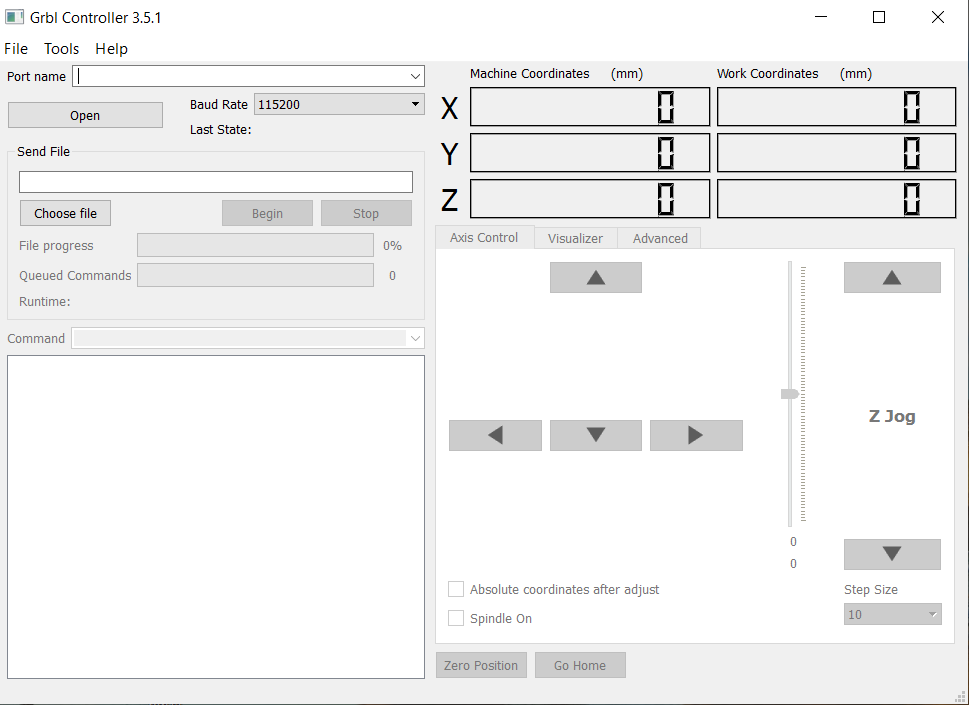 Grbl Controller 3.5.1
File Tools Help
Port name
Open
Baud Rate 115200
Last State:
Send File
Choose file Begin Stop
File progress 0%
Queued Commands 0
Runtime:
Command
Machine Coordinates (mm) Work Coordinates (mm)
X 0 0
Y 0 0
Z 0 0
Axis Control Visualizer Advanced
Z Jog
0
0
Absolute coordinates after adjust
Spindle On
Step Size
10
Zero Position Go Home